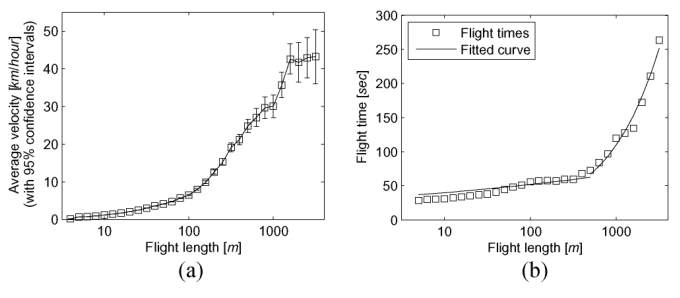 Average velocity [km/hour]
(with 95% confidence intervals)
50
40
30
20
10
0
10
100
1000
Flight length [m]
(a)
Flight time [sec]
300
250
200
150
100
50
0
10
100
1000
Flight length [m]
Flight times
Fitted curve
(b)